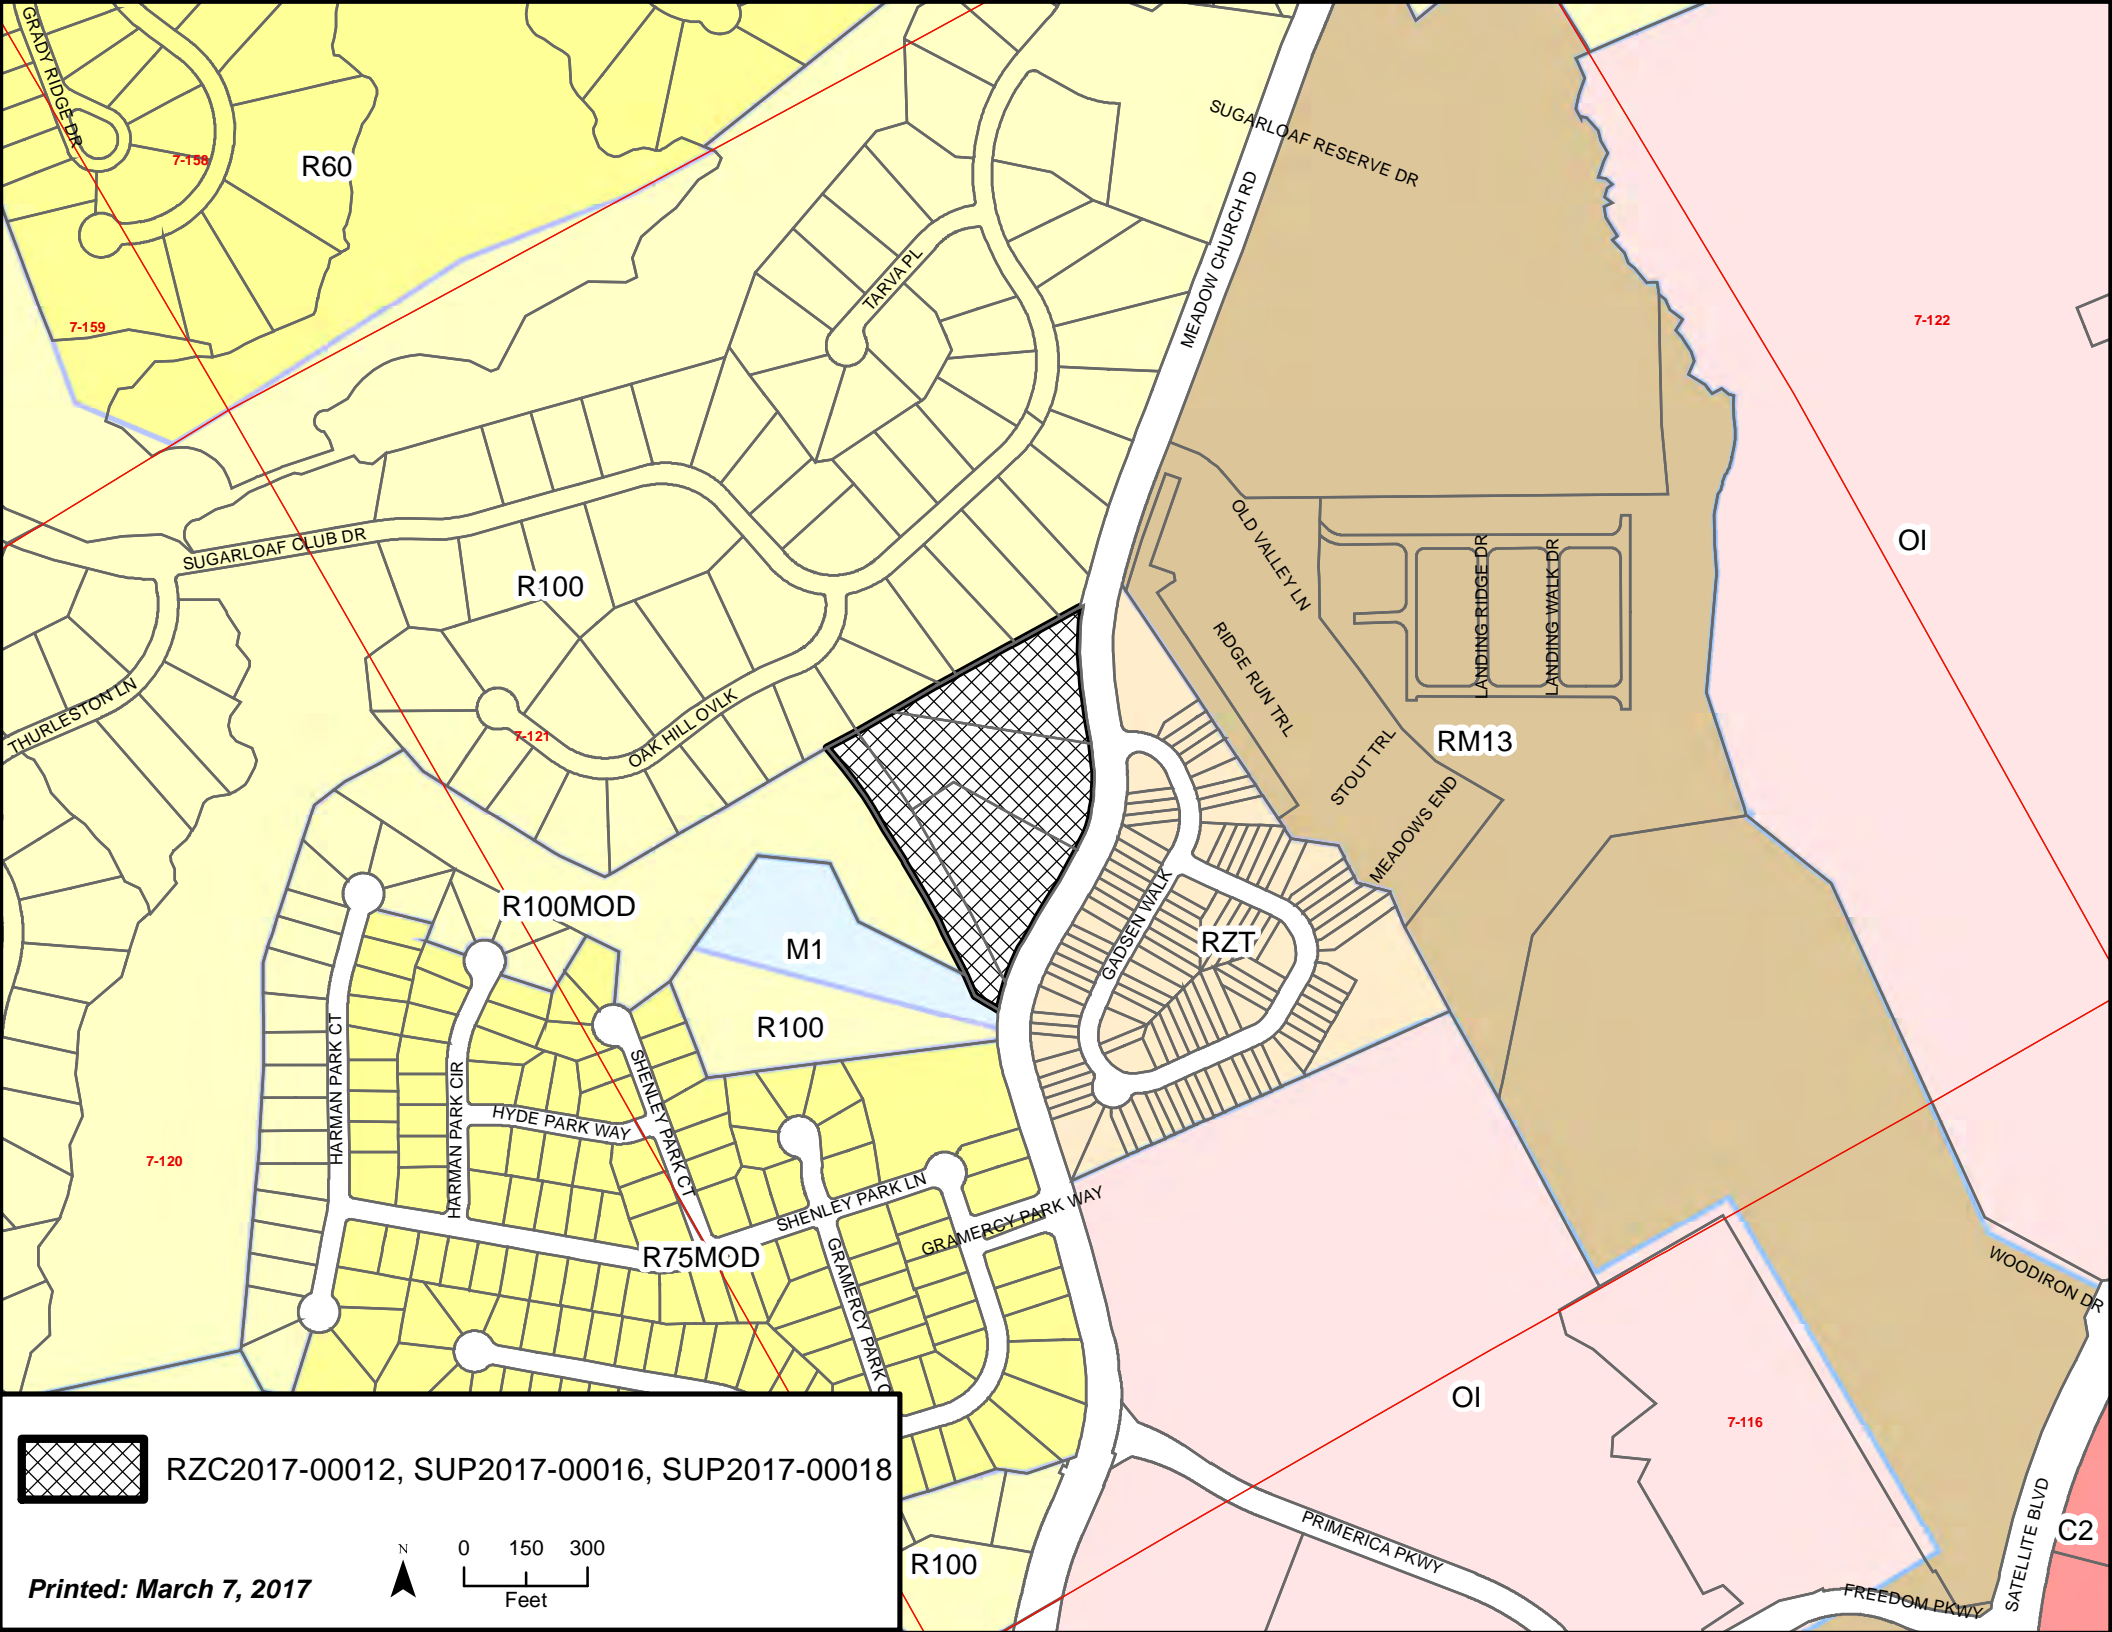 GRADY RIDGE DR
7-158
R60
SUGARLOAF RESERVE DR
MEADOW CHURCH RD
TARVA PL
7-159
7-122
SUGARLOAF CLUB DR
R100
OI
OLD VALLEY LN
LANDING RIDGE DR
LANDING WALK DR
RIDGE RUN TRL
THURLESTON LN
OAK HILL OVLK
7-121
RM13
STOUT TRL
MEADOWS END
R100MOD
M1
GADSEN WALK
RZT
R100
HARMAN PARK CT
HARMAN PARK CIR
HYDE PARK WAY
SHENLEY PARK CT
7-120
SHENLEY PARK LN
GRAMERCY PARK WAY
R75MOD
GRAMERCY PARK C
WOODIRON DR
OI
7-116
RZC2017-00012, SUP2017-00016, SUP2017-00018
SATELLITE BLVD
C2
PRIMERICA PKWY
R100
FREEDOM PKWY
N
0 150 300
Feet
Printed: March 7, 2017